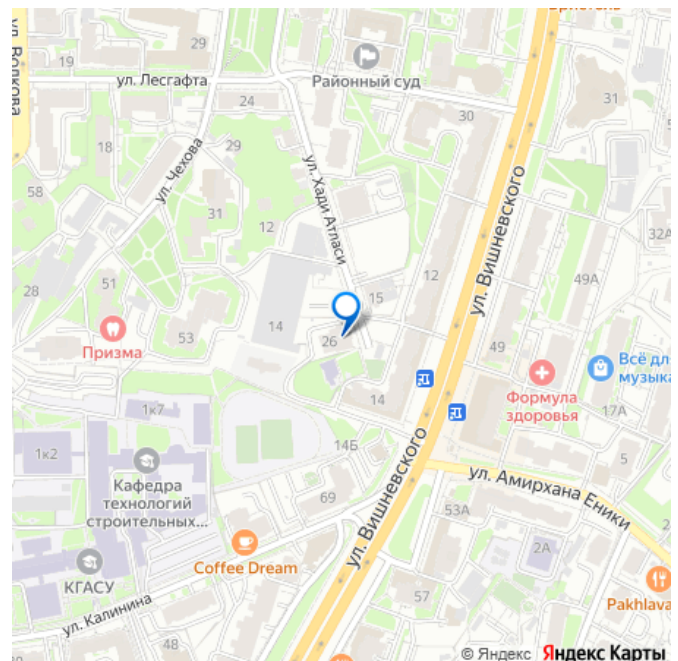 ул. Волкова
19
29
ул. Лесгафта
24
Районный суд
30
31
18
58
ул. Чехова
29
31
12
ул. Хади Атласи
ул. Вишневского
32А
49А
28
51
Призма
53
14
15
12
26
49
Формула
здоровья
Всё дл
музыка
17А
14
1к7
1к2
Кафедра
технологий
строительных...
14Б
69
ул. Вишневского
ул. Амирхана Еники
5
53А
2А
КГАСУ
Coffee Dream
57
Pakhlava
ул. Калинина
48
© Яндекс Яндекс Карты